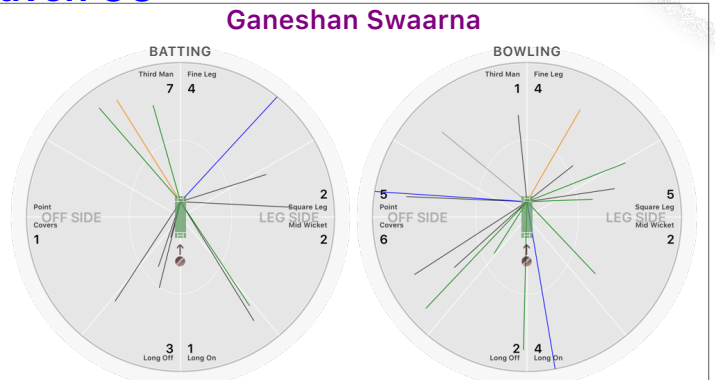 Ganeshan Swaarna
BATTING
Third Man Fine Leg
7 4
2
Point Square Leg
OFF SIDE LEG SIDE
Covers Mid Wicket
1 2
3 1
Long Off Long On
BOWLING
Third Man Fine Leg
1 4
5 5
Point Square Leg
OFF SIDE LEG SIDE
Covers Mid Wicket
6 2
2 4
Long Off Long On